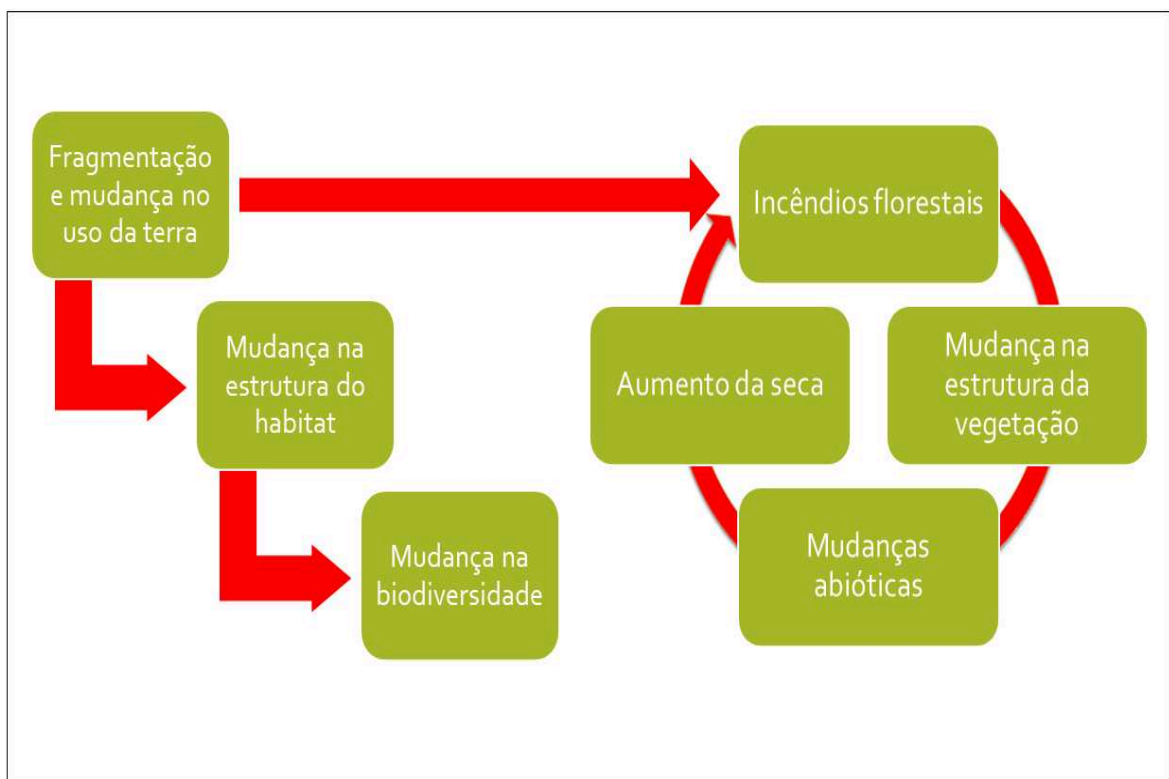 Fragmentação
e mudança no
uso da terra
Mudança na
estrutura do
habitat
Mudança na
biodiversidade
Incêndios florestais
Mudança na
estrutura da
vegetação
Mudanças
abióticas
Aumento da seca